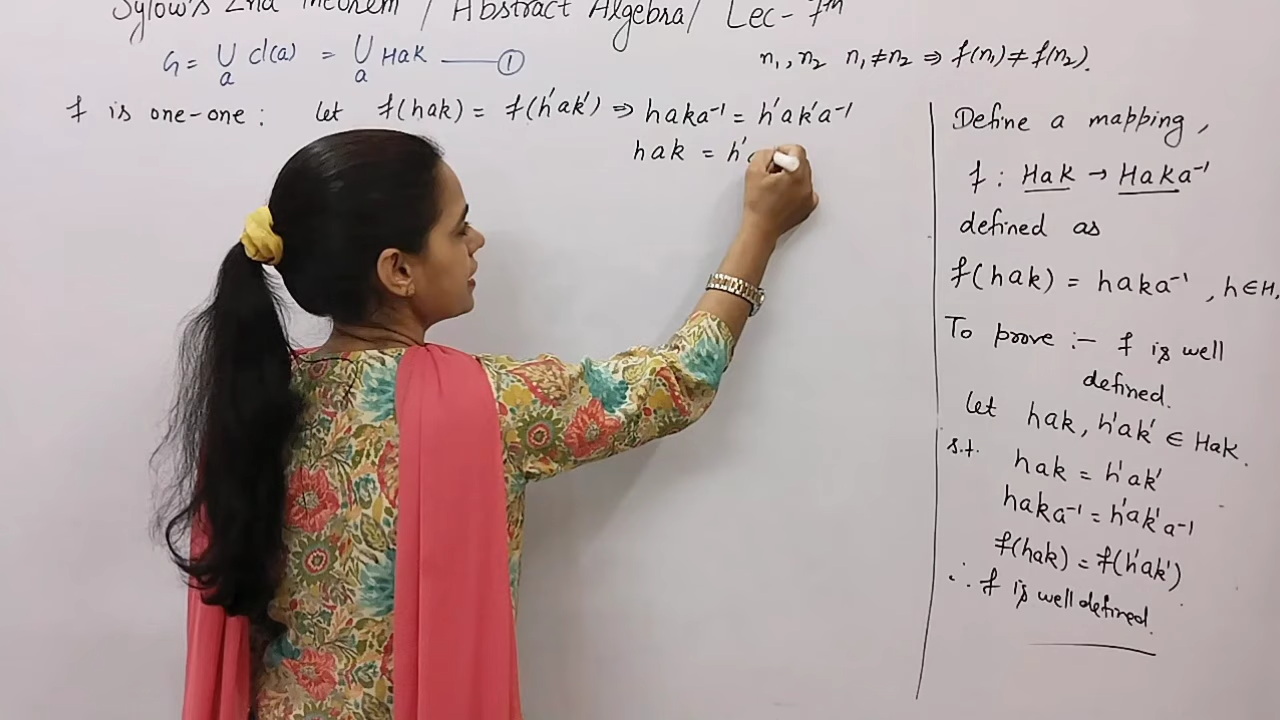 Sylow's 2nd Theorem / Abstract Algebra / Lec- 7th
G = ∪ₐ cl(a) = ∪ₐ Hak —— ①
n₁, n₂ n₁ ≠ n₂ ⇒ f(n₁) ≠ f(n₂).
f is one-one : let f(hak) = f(h'ak') ⇒ haka⁻¹ = h'ak'a⁻¹
hak = h'
Define a mapping,
f : Hak → Haka⁻¹
defined as
f(hak) = haka⁻¹, h∈H,
To prove :- f is well
defined.
let hak, h'ak' ∈ Hak.
s.t. hak = h'ak'
haka⁻¹ = h'ak'a⁻¹
f(hak) = f(h'ak')
∴ f is well defined.